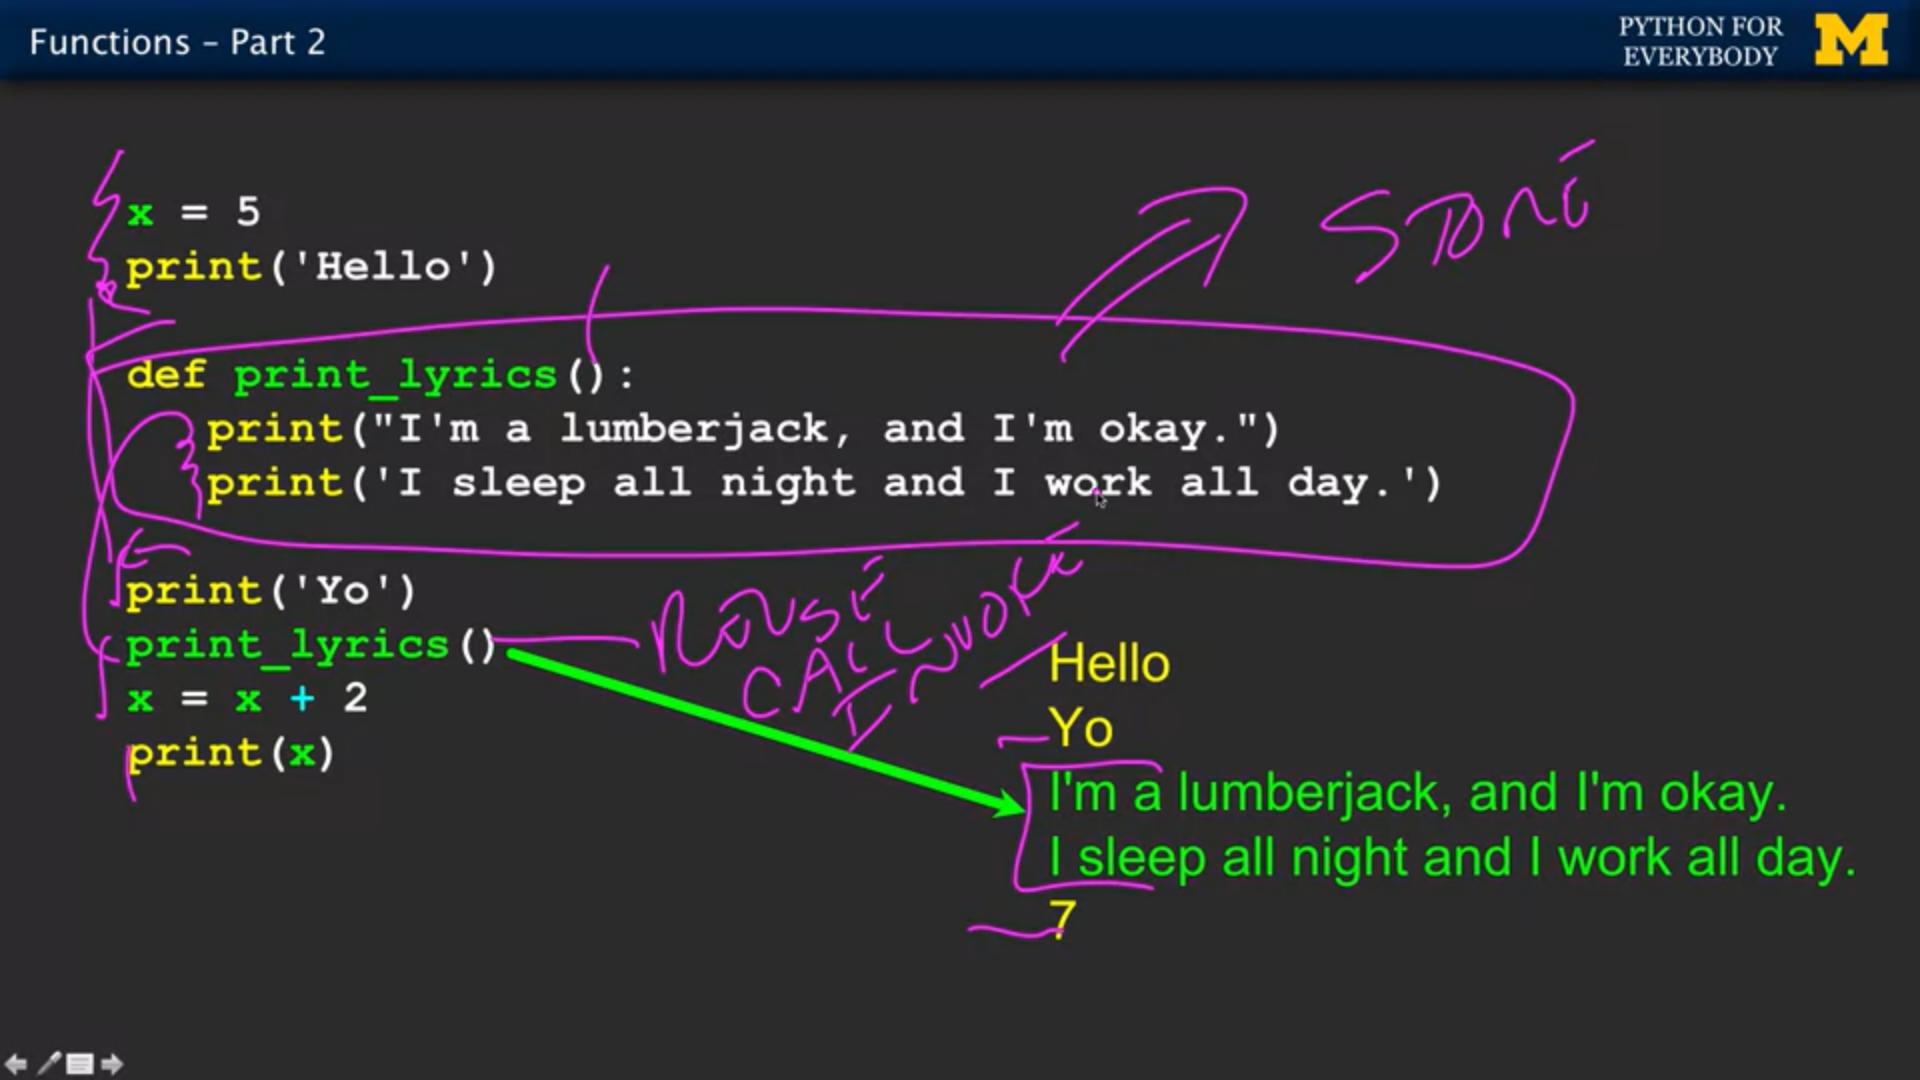 Functions – Part 2
PYTHON FOR
EVERYBODY
M
STORE
x = 5
print('Hello')
def print_lyrics():
print("I'm a lumberjack, and I'm okay.")
print('I sleep all night and I work all day.')
print('Yo')
print_lyrics()
x = x + 2
print(x)
REUSE
CALL
INVOKE
Hello
Yo
I'm a lumberjack, and I'm okay.
I sleep all night and I work all day.
7